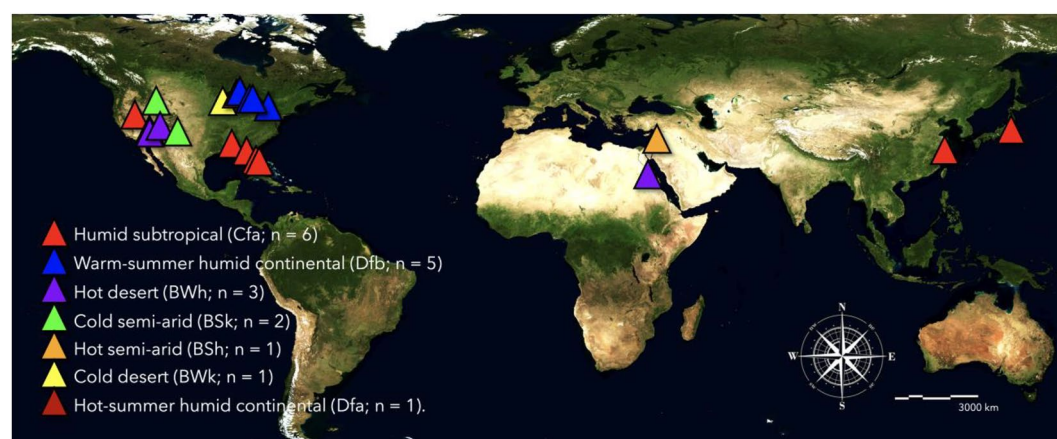 Humid subtropical (Cfa; n = 6)
Warm-summer humid continental (Dfb; n = 5)
Hot desert (BWh; n = 3)
Cold semi-arid (BSk; n = 2)
Hot semi-arid (BSh; n = 1)
Cold desert (BWk; n = 1)
Hot-summer humid continental (Dfa; n = 1).
N
W E
S
3000 km